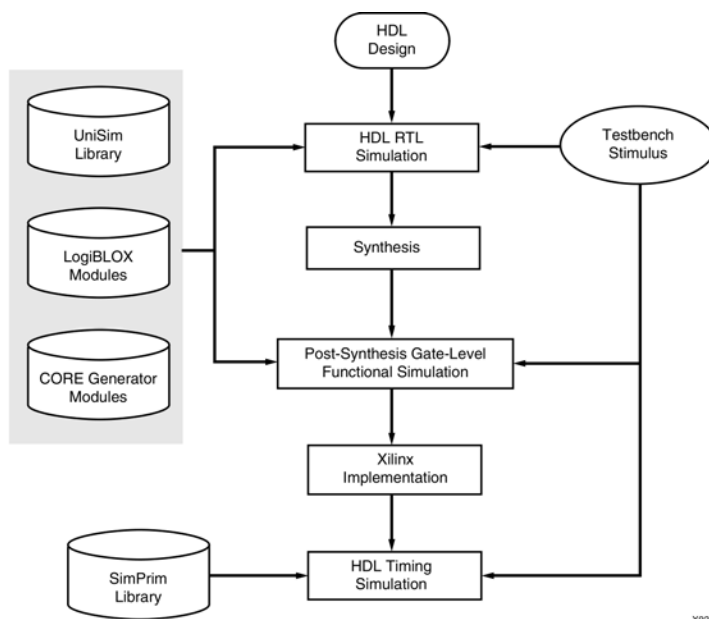 HDL
Design
UniSim
Library
HDL RTL
Simulation
Testbench
Stimulus
LogiBLOX
Modules
Synthesis
CORE Generator
Modules
Post-Synthesis Gate-Level
Functional Simulation
Xilinx
Implementation
SimPrim
Library
HDL Timing
Simulation